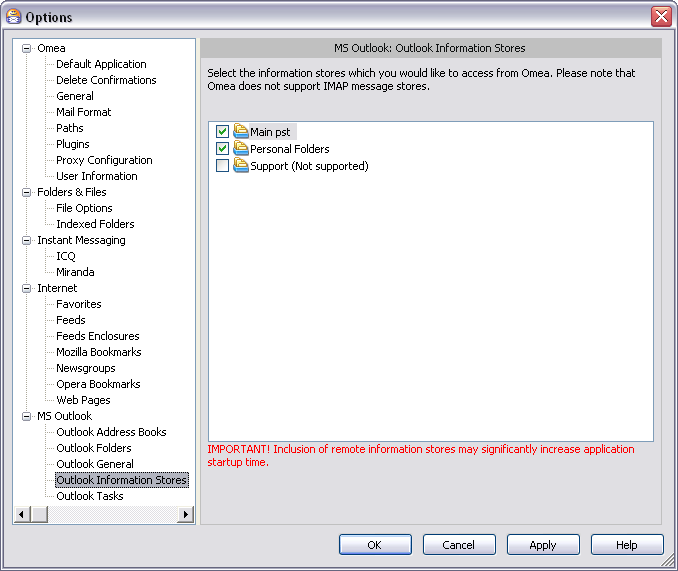 Options
Omea
Default Application
Delete Confirmations
General
Mail Format
Paths
Plugins
Proxy Configuration
User Information
Folders & Files
File Options
Indexed Folders
Instant Messaging
ICQ
Miranda
Internet
Favorites
Feeds
Feeds Enclosures
Mozilla Bookmarks
Newsgroups
Opera Bookmarks
Web Pages
MS Outlook
Outlook Address Books
Outlook Folders
Outlook General
Outlook Information Stores
Outlook Tasks
MS Outlook: Outlook Information Stores
Select the information stores which you would like to access from Omea. Please note that
Omea does not support IMAP message stores.
Main pst
Personal Folders
Support (Not supported)
IMPORTANT! Inclusion of remote information stores may significantly increase application
startup time.
OK
Cancel
Apply
Help